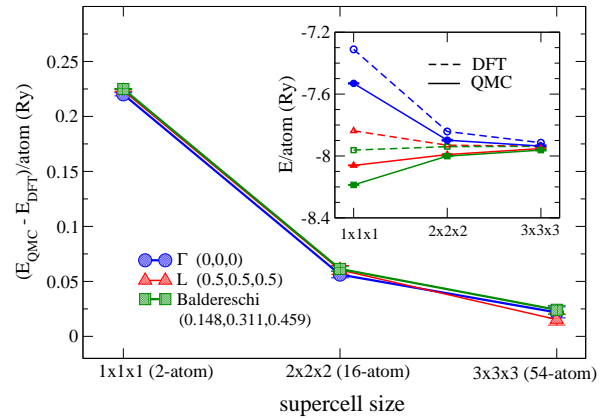 (E_QMC - E_DFT)/atom (Ry)
0.25
0.2
0.15
0.1
0.05
0
1x1x1 (2-atom)
2x2x2 (16-atom)
3x3x3 (54-atom)
supercell size
Γ (0,0,0)
L (0.5,0.5,0.5)
Baldereschi
(0.148,0.311,0.459)
E/atom (Ry)
-7.2
-7.6
-8
-8.4
1x1x1
2x2x2
3x3x3
DFT
QMC